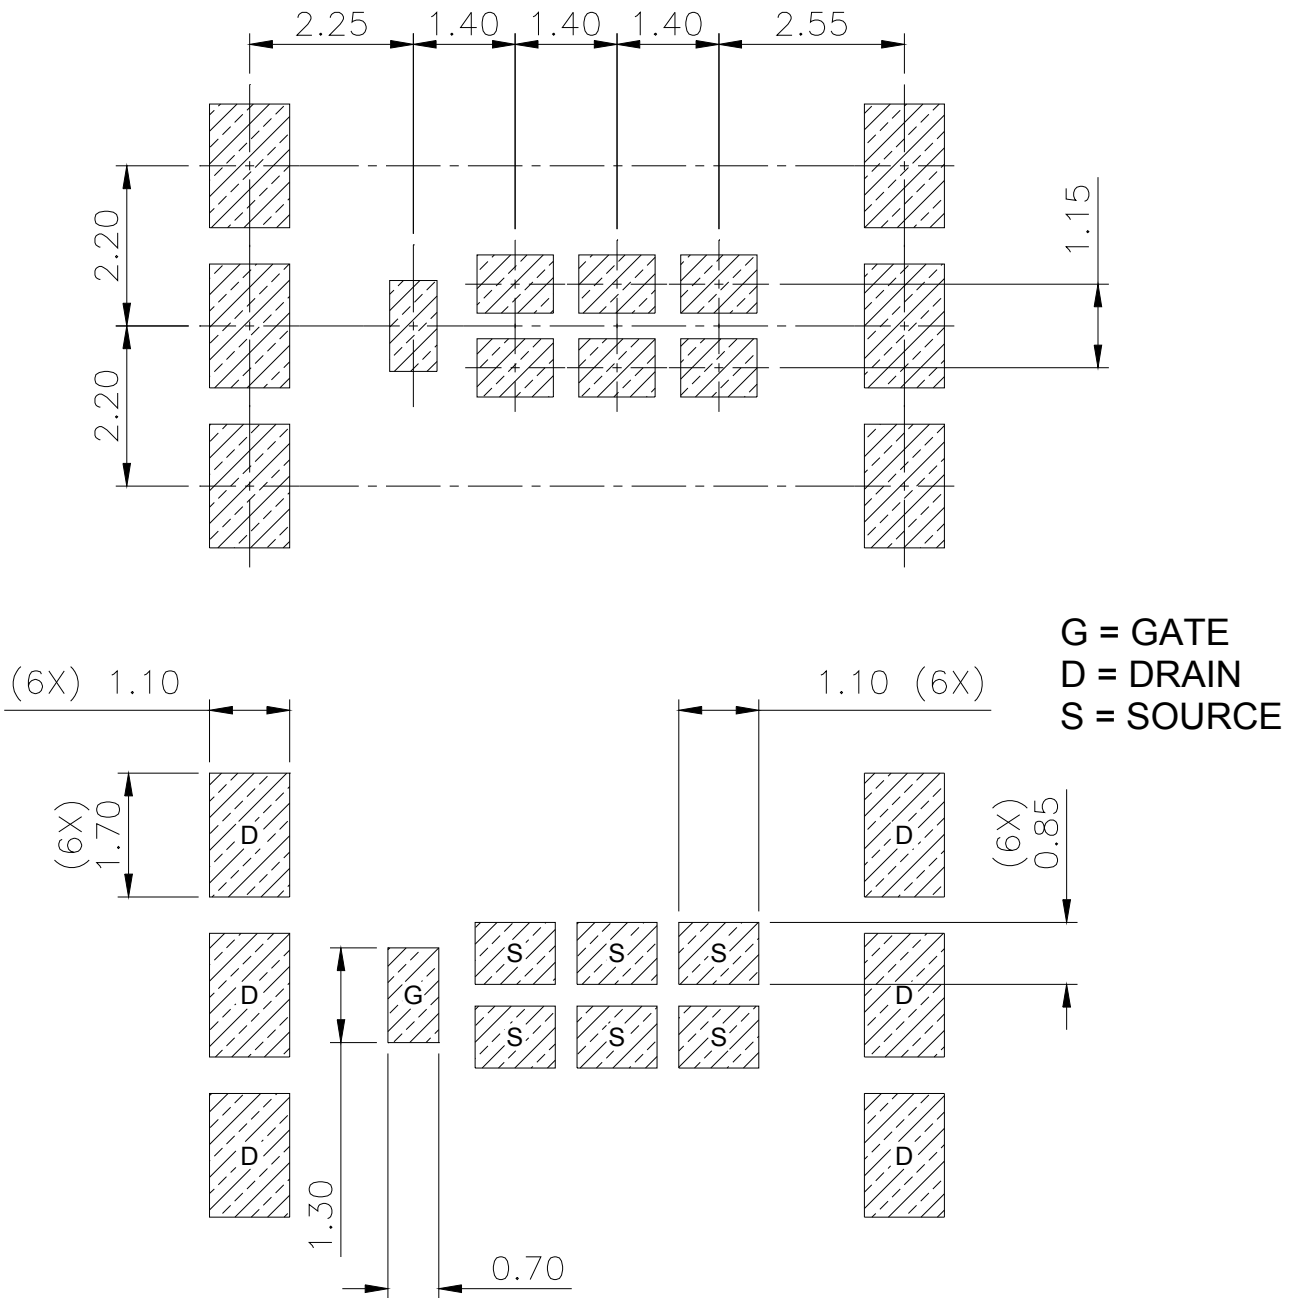 2.25 1.40 1.40 1.40 2.55
2.20
1.15
2.20
G = GATE
D = DRAIN
S = SOURCE
(6X) 1.10
1.10 (6X)
(6X)
1.70
(6X)
0.85
D
D
S S S
D
G
D
S S S
D
D
1.30
0.70